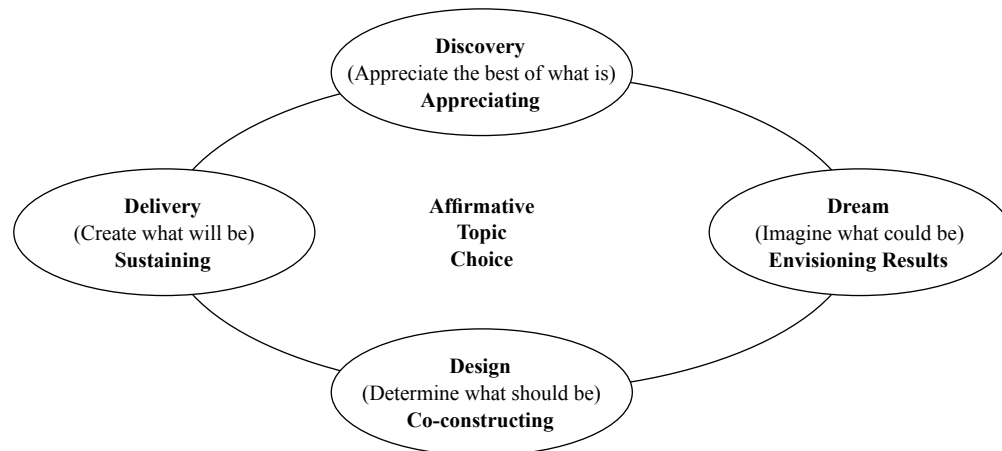 Discovery
(Appreciate the best of what is)
Appreciating
Delivery
(Create what will be)
Sustaining
Affirmative
Topic
Choice
Dream
(Imagine what could be)
Envisioning Results
Design
(Determine what should be)
Co-constructing